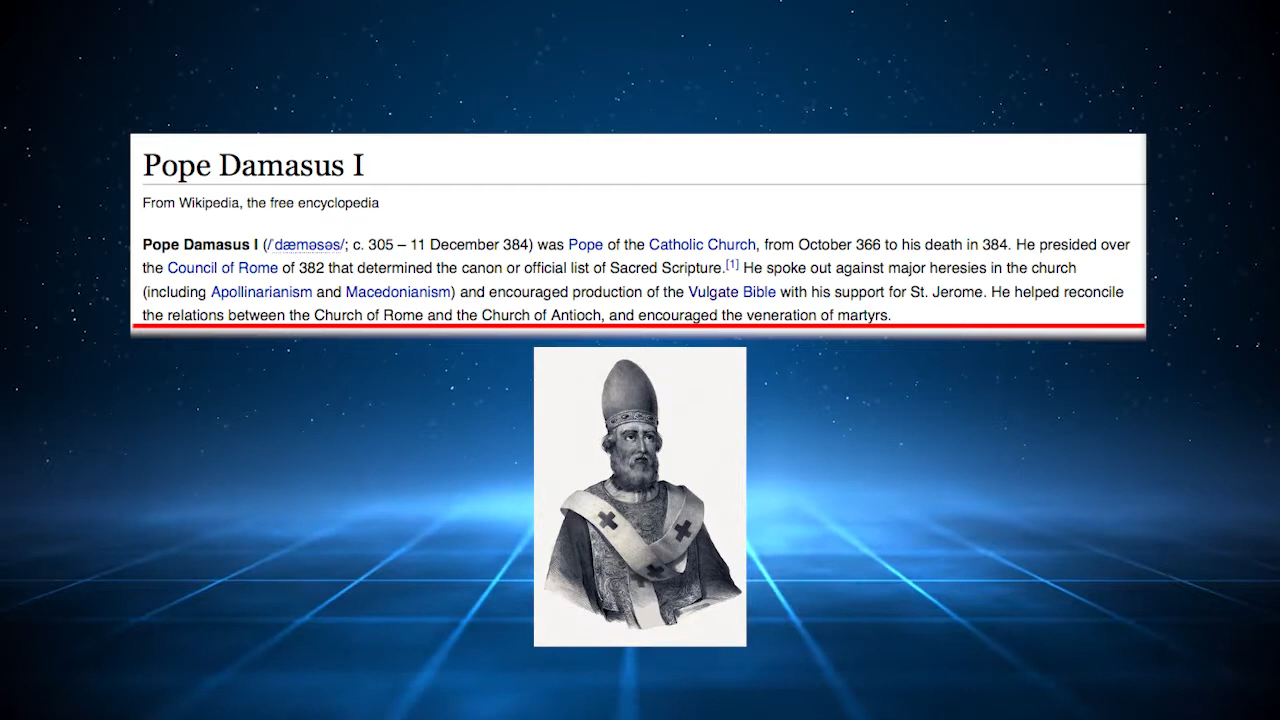 Pope Damasus I
From Wikipedia, the free encyclopedia
Pope Damasus I (/ˈdæməsəs/; c. 305 – 11 December 384) was Pope of the Catholic Church, from October 366 to his death in 384. He presided over
the Council of Rome of 382 that determined the canon or official list of Sacred Scripture.[1] He spoke out against major heresies in the church
(including Apollinarianism and Macedonianism) and encouraged production of the Vulgate Bible with his support for St. Jerome. He helped reconcile
the relations between the Church of Rome and the Church of Antioch, and encouraged the veneration of martyrs.